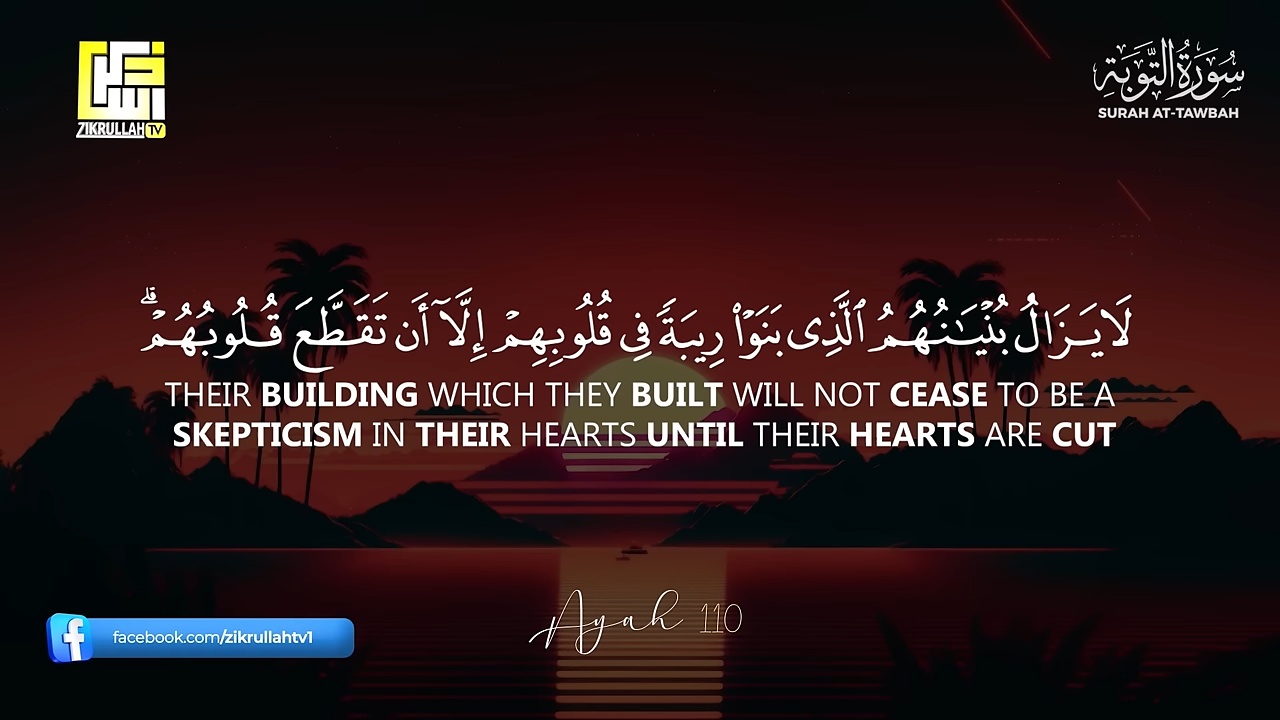 ZIKRULLAH TV
سُورَةُ التَّوْبَةِ
SURAH AT-TAWBAH
لَا يَزَالُ بُنْيَـٰنُهُمُ ٱلَّذِى بَنَوْا۟ رِيبَةً فِى قُلُوبِهِمْ إِلَّآ أَن تَقَطَّعَ قُلُوبُهُمْ ۗ
THEIR BUILDING WHICH THEY BUILT WILL NOT CEASE TO BE A
SKEPTICISM IN THEIR HEARTS UNTIL THEIR HEARTS ARE CUT
Ayah 110
facebook.com/zikrullahtv1